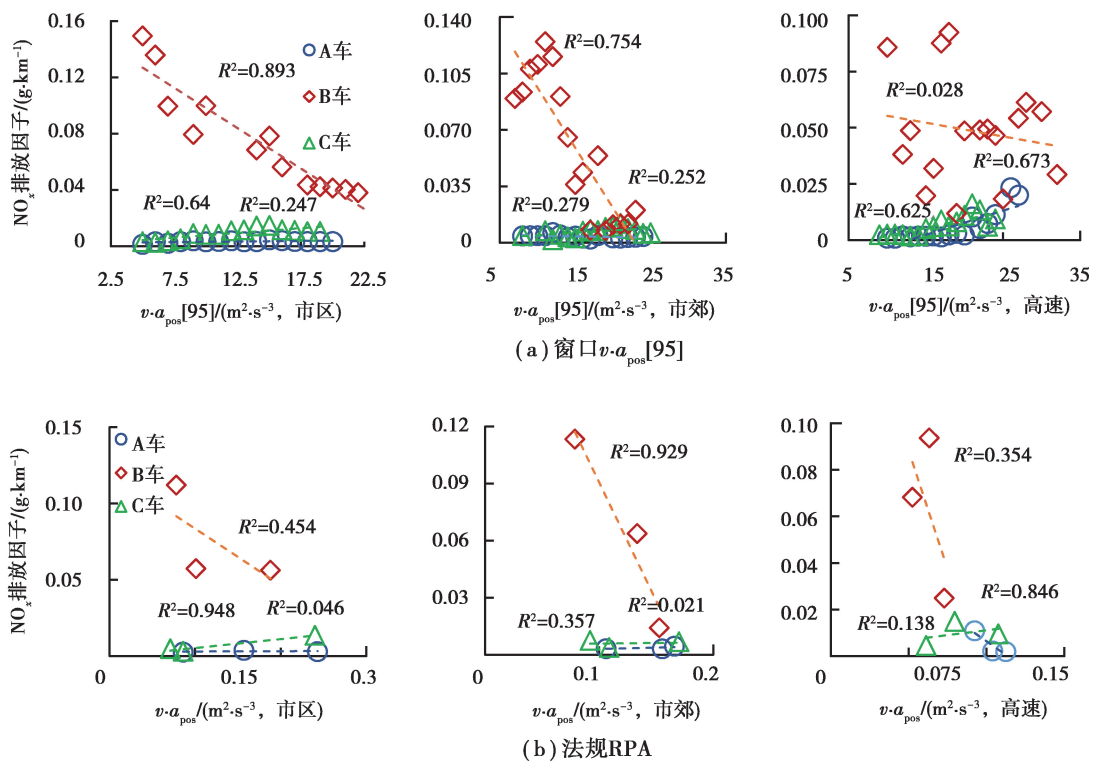 NOₓ排放因子/(g·km⁻¹)
0.16
0.12
0.08
0.04
0
A车
B车
C车
R²=0.893
R²=0.64
R²=0.247
2.5 7.5 12.5 17.5 22.5
v·apos[95]/(m²·s⁻³，市区)
0.140
0.105
0.070
0.035
0
R²=0.754
R²=0.252
R²=0.279
5 15 25 35
v·apos[95]/(m²·s⁻³，市郊)
0.100
0.075
0.050
0.025
0
R²=0.028
R²=0.673
R²=0.625
5 15 25 35
v·apos[95]/(m²·s⁻³，高速)
(a)窗口v·apos[95]
NOₓ排放因子/(g·km⁻¹)
0.15
0.10
0.05
A车
B车
C车
R²=0.454
R²=0.948
R²=0.046
0 0.15 0.3
v·apos/(m²·s⁻³，市区)
0.12
0.09
0.06
0.03
R²=0.929
R²=0.357
R²=0.021
0 0.1 0.2
v·apos/(m²·s⁻³，市郊)
0.10
0.08
0.06
0.04
0.02
R²=0.354
R²=0.846
R²=0.138
0 0.075 0.15
v·apos/(m²·s⁻³，高速)
(b)法规RPA